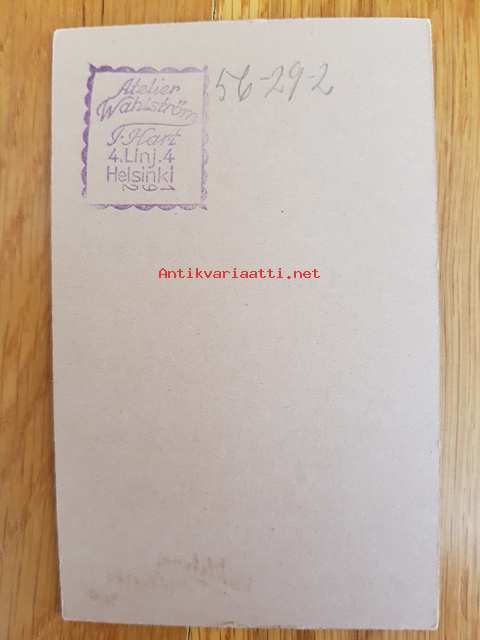 Atelier
Wahlström
J. Hart
4. Linj. 4
Helsinki
56-29-2
Antikvariaatti.net